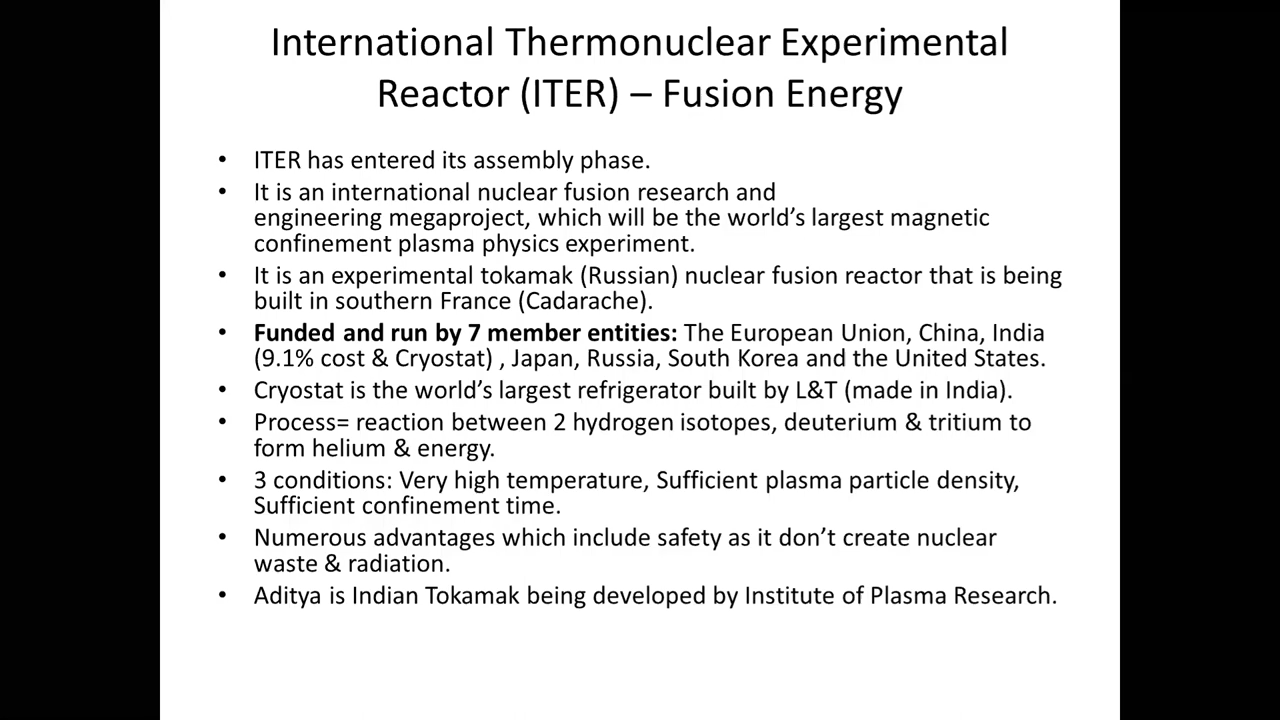 International Thermonuclear Experimental
Reactor (ITER) – Fusion Energy
• ITER has entered its assembly phase.
• It is an international nuclear fusion research and
engineering megaproject, which will be the world’s largest magnetic
confinement plasma physics experiment.
• It is an experimental tokamak (Russian) nuclear fusion reactor that is being
built in southern France (Cadarache).
• Funded and run by 7 member entities: The European Union, China, India
(9.1% cost & Cryostat) , Japan, Russia, South Korea and the United States.
• Cryostat is the world’s largest refrigerator built by L&T (made in India).
• Process= reaction between 2 hydrogen isotopes, deuterium & tritium to
form helium & energy.
• 3 conditions: Very high temperature, Sufficient plasma particle density,
Sufficient confinement time.
• Numerous advantages which include safety as it don’t create nuclear
waste & radiation.
• Aditya is Indian Tokamak being developed by Institute of Plasma Research.